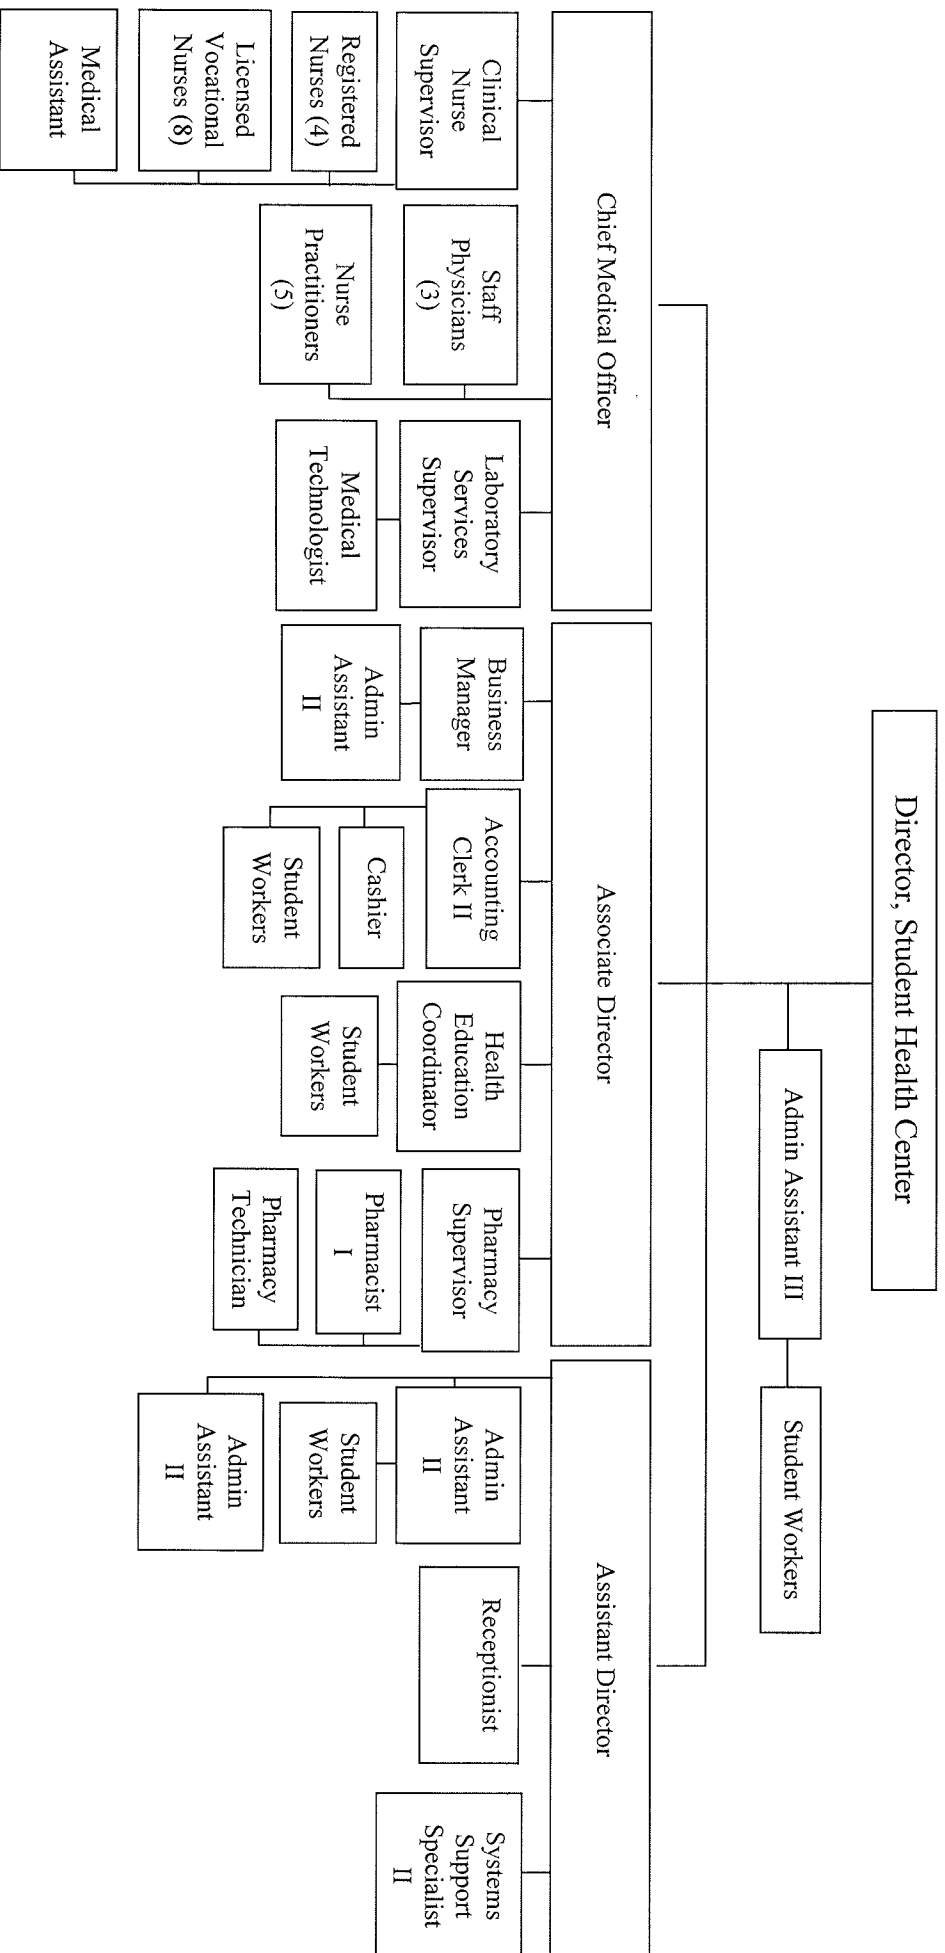 Director, Student Health Center
Admin Assistant III
Student Workers
Chief Medical Officer
Associate Director
Assistant Director
Clinical
Nurse
Supervisor
Registered
Nurses (4)
Licensed
Vocational
Nurses (8)
Medical
Assistant
Staff
Physicians
(3)
Nurse
Practitioners
(5)
Laboratory
Services
Supervisor
Medical
Technologist
Business
Manager
Admin
Assistant
II
Accounting
Clerk II
Cashier
Student
Workers
Health
Education
Coordinator
Student
Workers
Pharmacy
Supervisor
Pharmacist
I
Pharmacy
Technician
Admin
Assistant
II
Student
Workers
Admin
Assistant
II
Receptionist
Systems
Support
Specialist
II